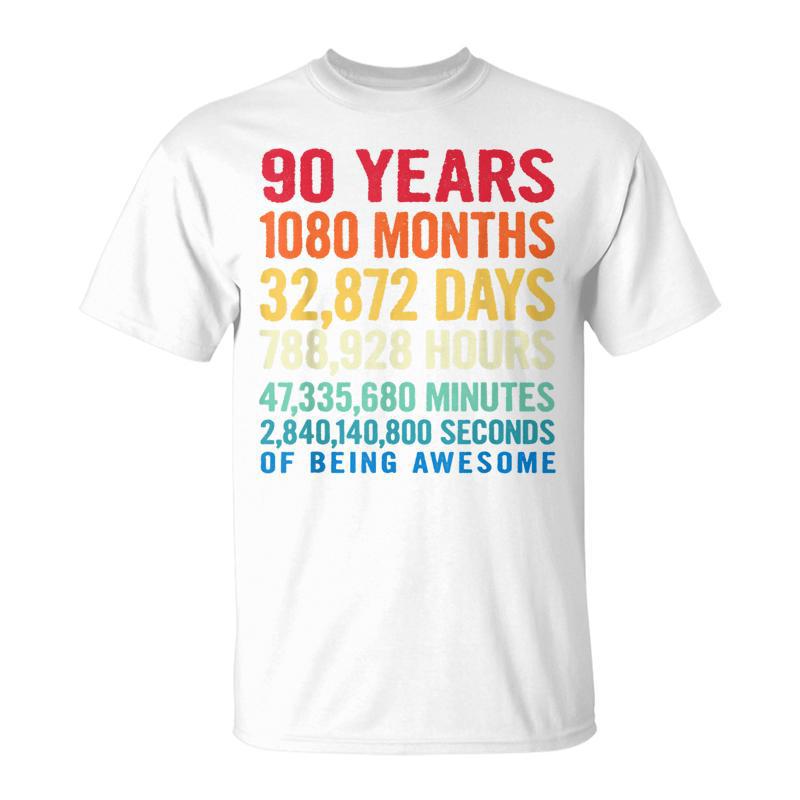 90 YEARS
1080 MONTHS
32,872 DAYS
788,928 HOURS
47,335,680 MINUTES
2,840,140,800 SECONDS
OF BEING AWESOME